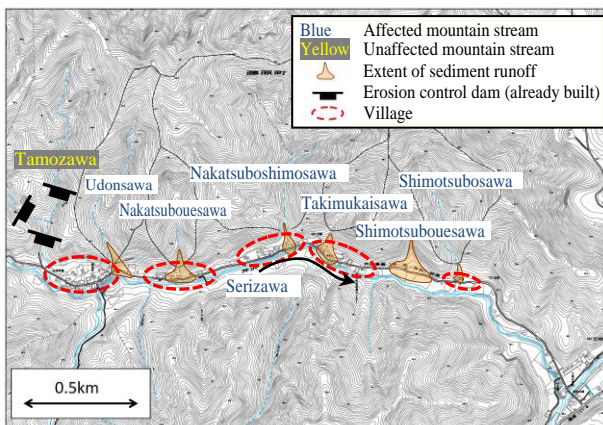 Blue Affected mountain stream
Yellow Unaffected mountain stream
Extent of sediment runoff
Erosion control dam (already built)
Village
Tamozawa
Udonsawa
Nakatsuboshimosawa
Nakatsubouesawa
Takimukaisawa
Shimotsubosawa
Shimotsubouesawa
Serizawa
0.5km